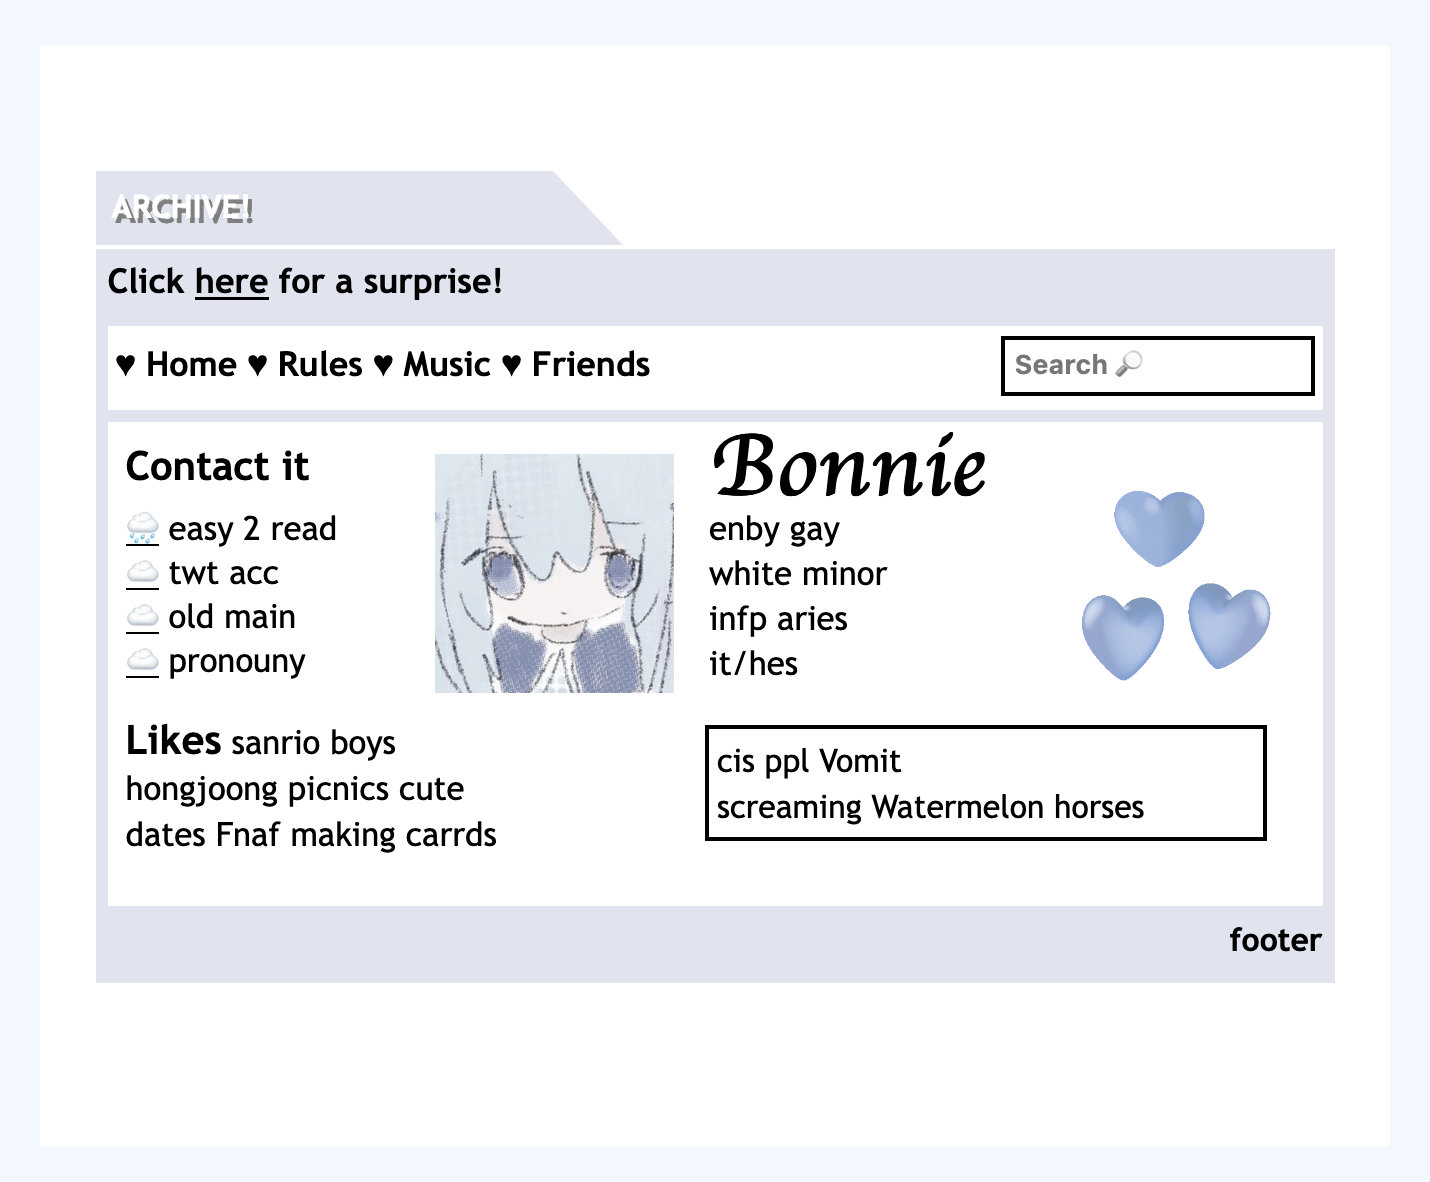 ARCHIVE!
Click here for a surprise!
♥ Home ♥ Rules ♥ Music ♥ Friends
Search 🔎
Contact it
🌧️ easy 2 read
☁️ twt acc
☁️ old main
☁️ pronouny
Bonnie
enby gay
white minor
infp aries
it/hes
Likes sanrio boys
hongjoong picnics cute
dates Fnaf making carrds
cis ppl Vomit
screaming Watermelon horses
footer